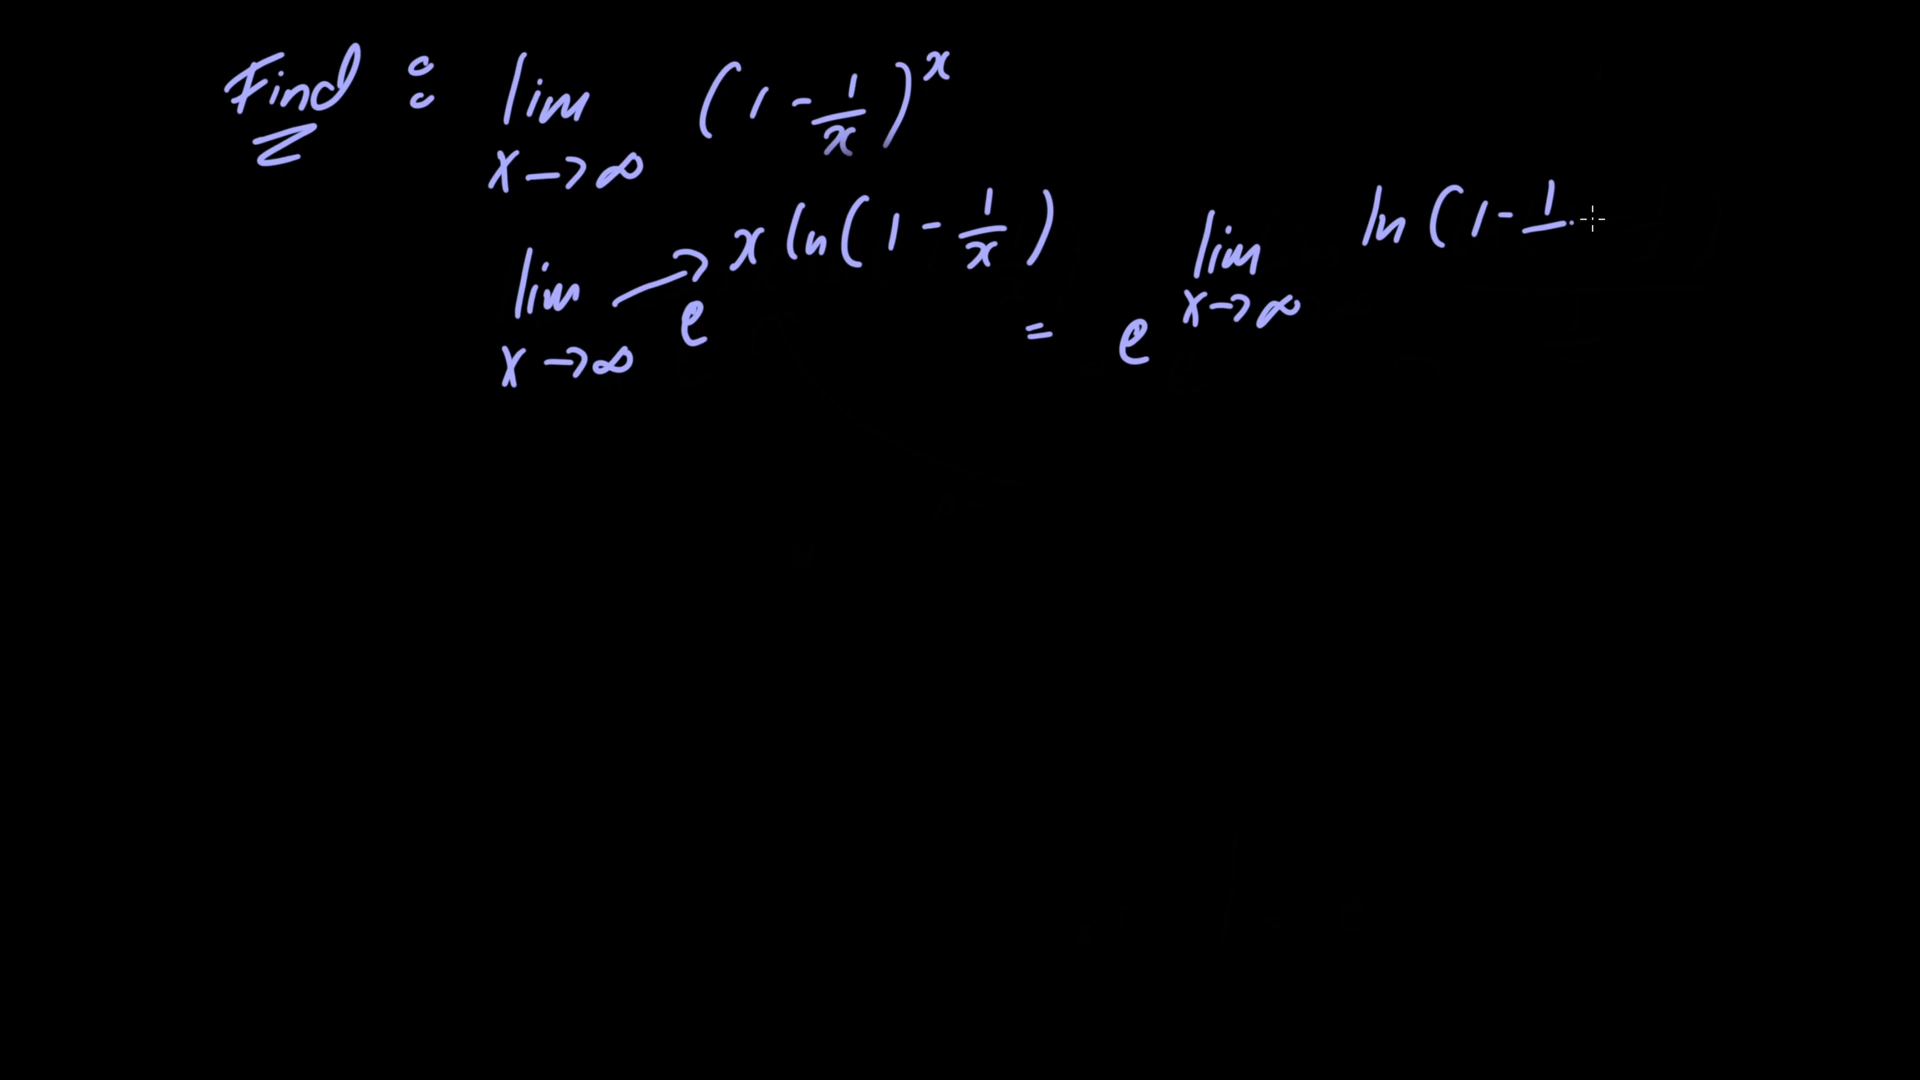 Find : lim x→∞ (1 - 1/x)^x
lim x→∞ e^(x ln(1 - 1/x)) = e^(lim x→∞ ln(1 - 1